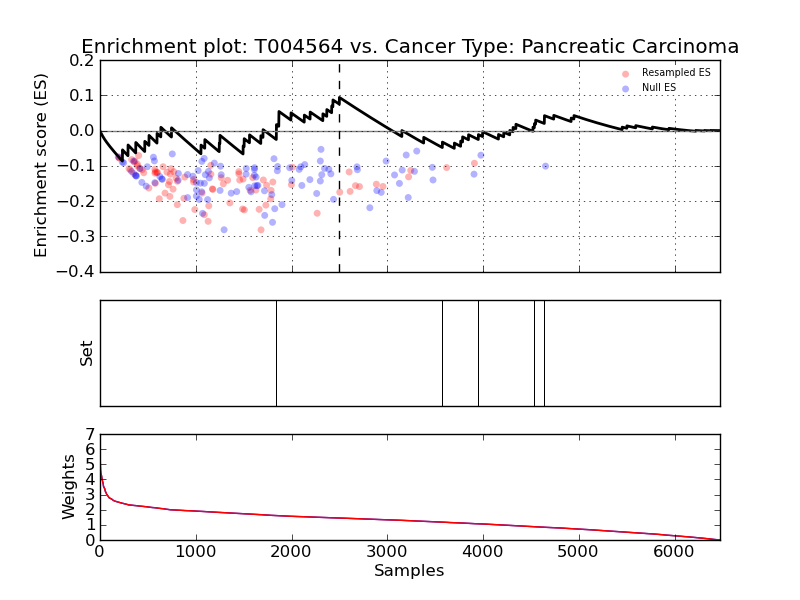 Enrichment plot: T004564 vs. Cancer Type: Pancreatic Carcinoma
Enrichment score (ES)
0.2
0.1
0.0
−0.1
−0.2
−0.3
−0.4
Resampled ES
Null ES
Set
Weights
7
6
5
4
3
2
1
0
0 1000 2000 3000 4000 5000 6000
Samples